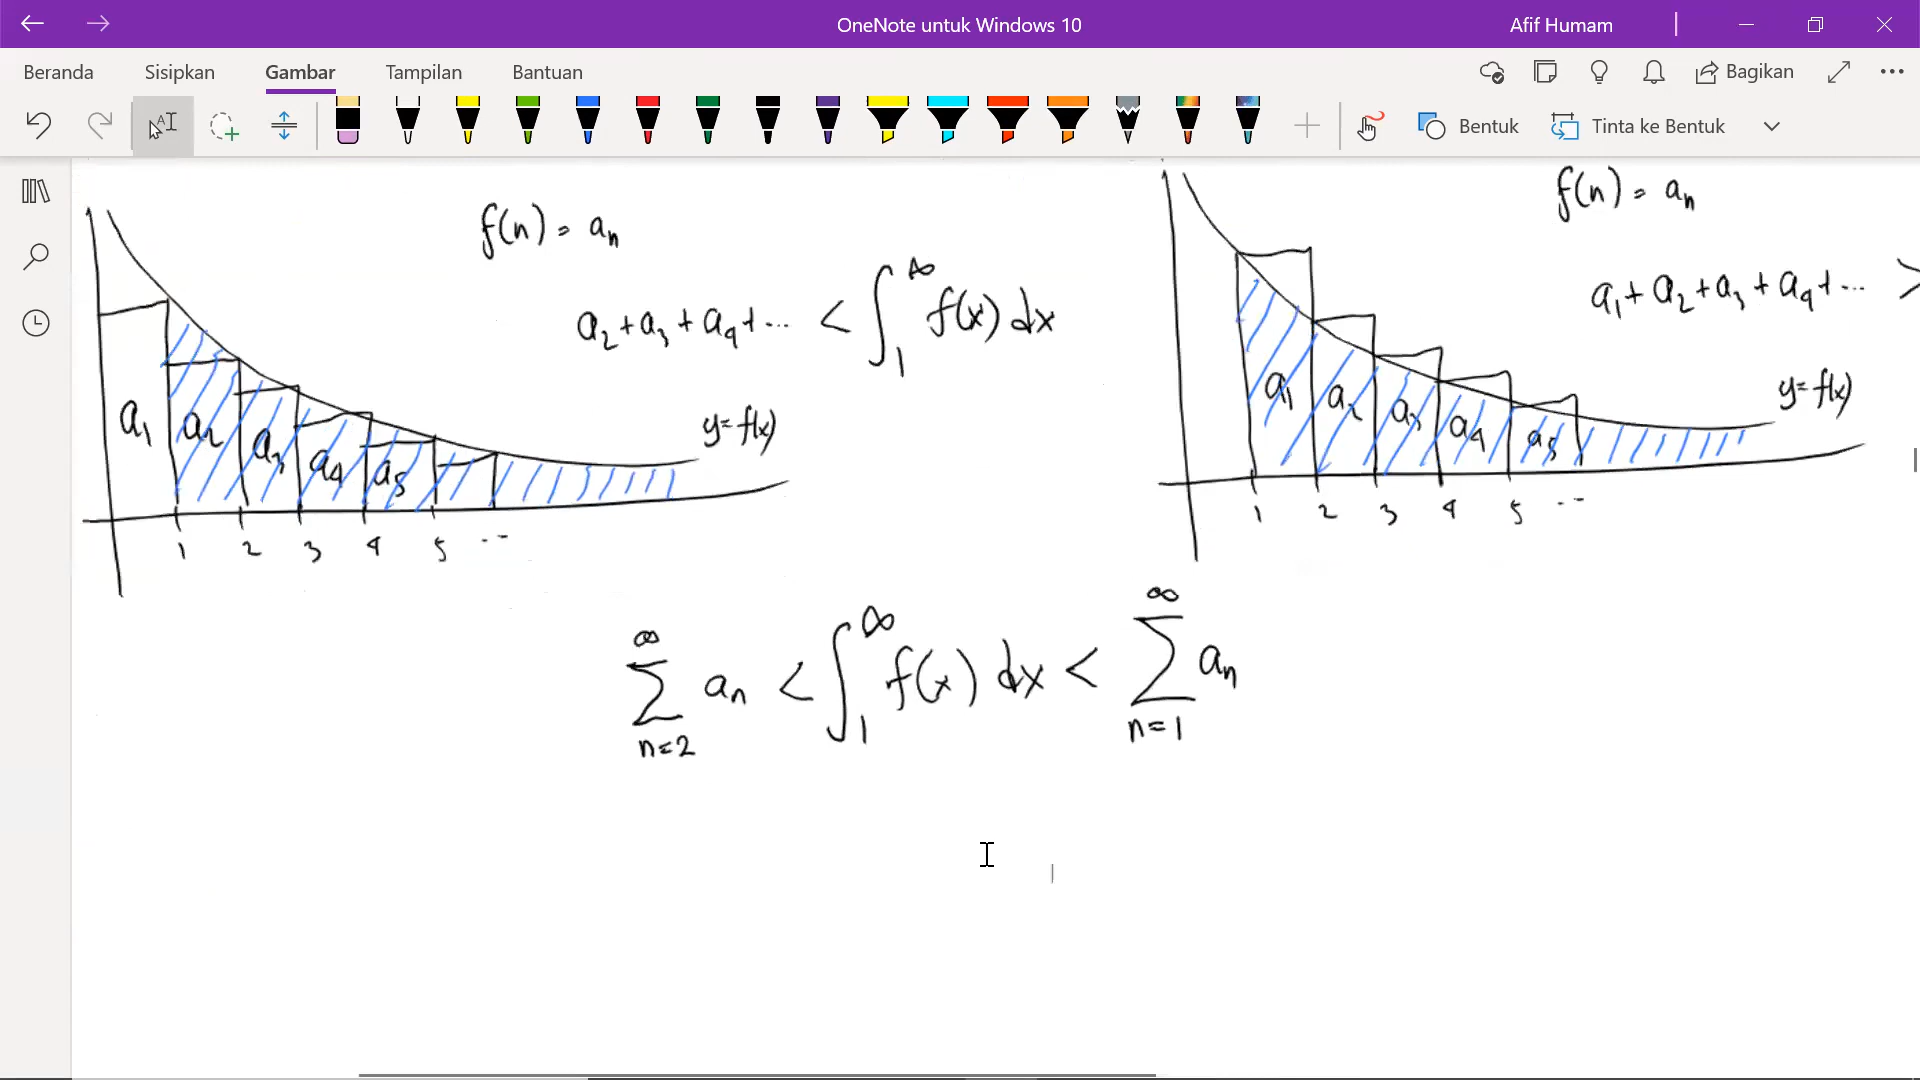 OneNote untuk Windows 10
Afif Humam
Beranda Sisipkan Gambar Tampilan Bantuan
Bagikan
Bentuk Tinta ke Bentuk
f(n) = aₙ
a₂ + a₃ + a₄ + ... < ∫₁^∞ f(x) dx
y = f(x)
a₁ a₂ a₃ a₄ a₅
1 2 3 4 5 ...
f(n) = aₙ
a₁ + a₂ + a₃ + a₄ + ... >
y = f(x)
a₁ a₂ a₃ a₄ a₅
1 2 3 4 5 ...
∑_{n=2}^∞ aₙ < ∫₁^∞ f(x) dx < ∑_{n=1}^∞ aₙ